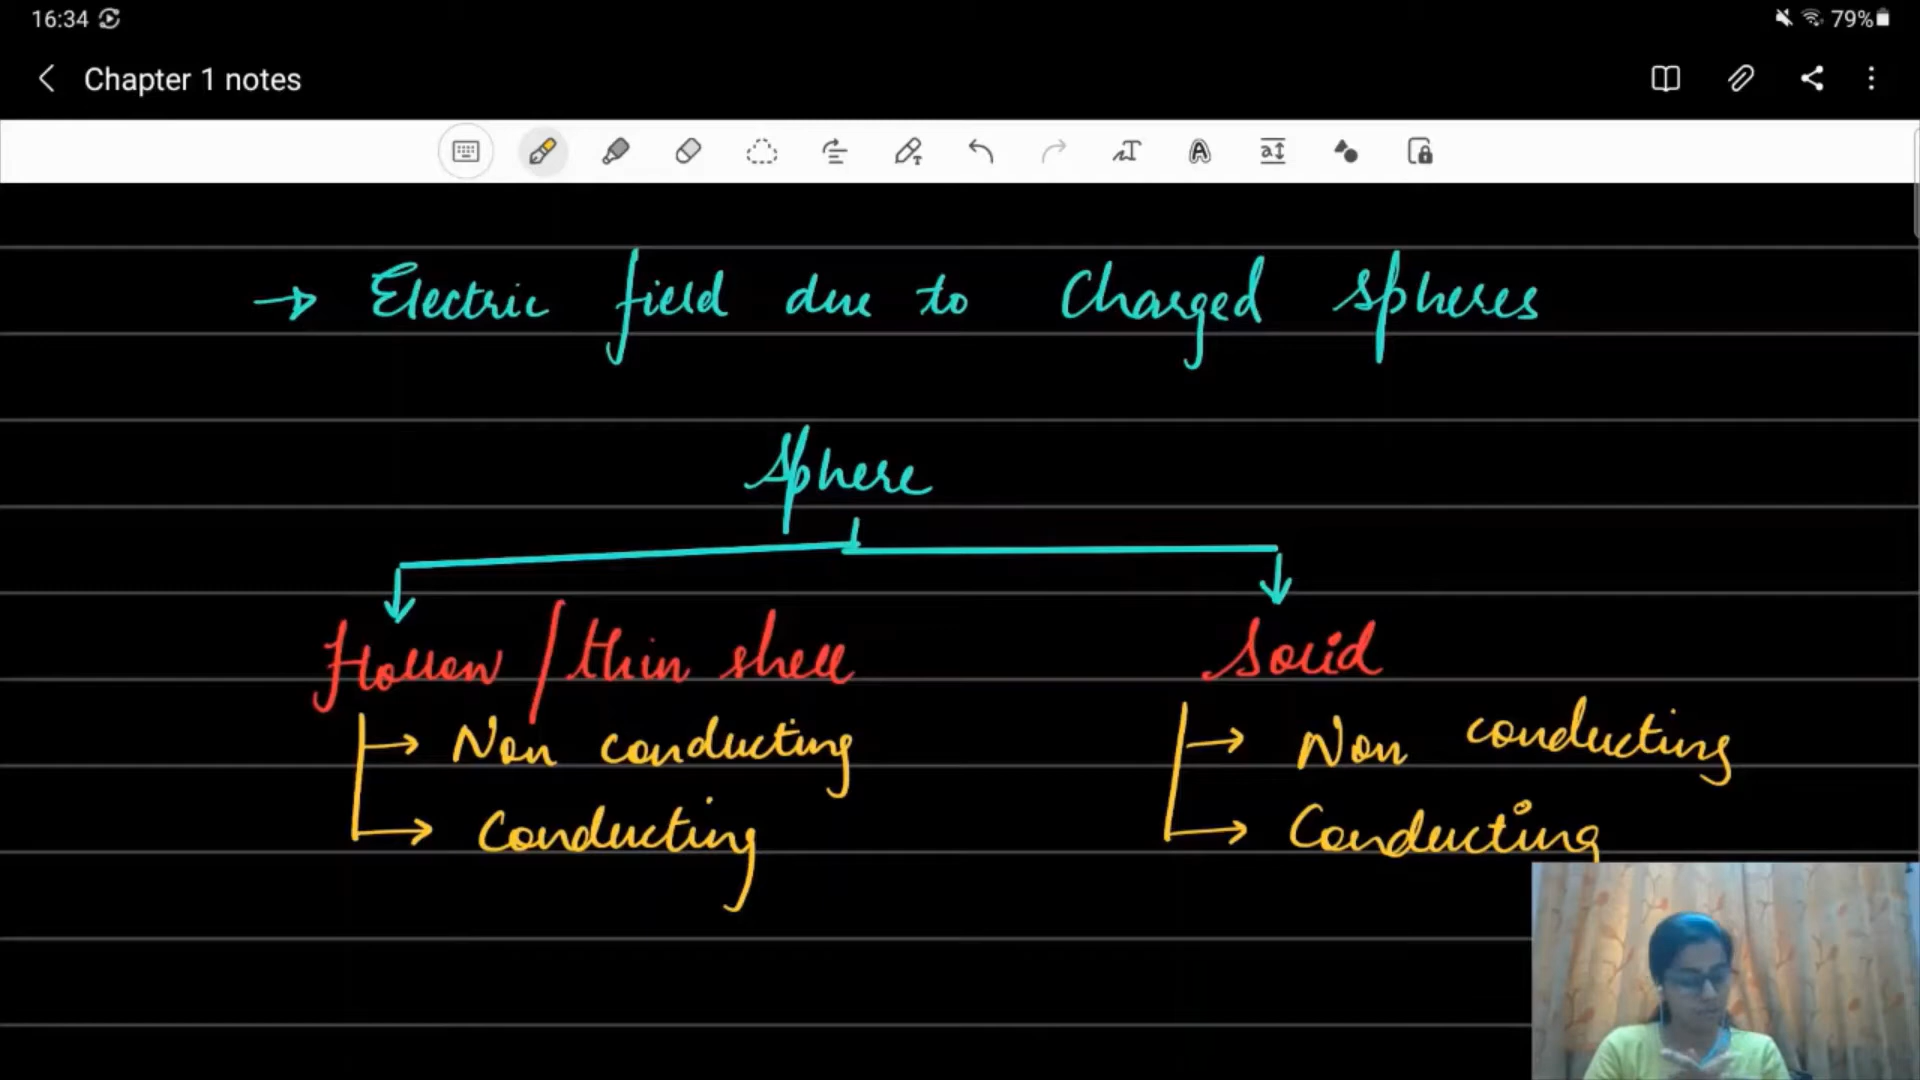 16:34 79%
Chapter 1 notes
→ Electric field due to Charged spheres
Sphere
Hollow / thin shell Solid
→ Non conducting → Non conducting
→ Conducting → Conducting